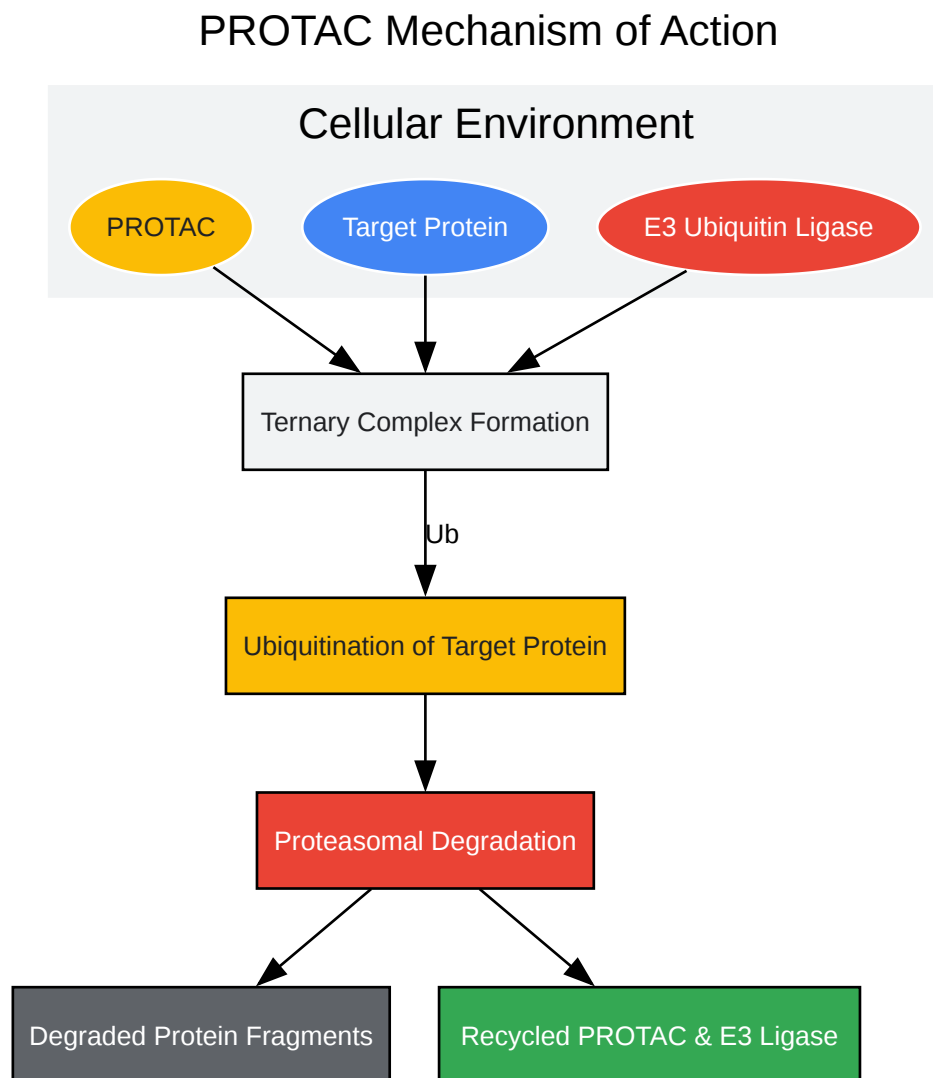 PROTAC Mechanism of Action
Cellular Environment
PROTAC
Target Protein
E3 Ubiquitin Ligase
Ternary Complex Formation
Ub
Ubiquitination of Target Protein
Proteasomal Degradation
Degraded Protein Fragments
Recycled PROTAC & E3 Ligase